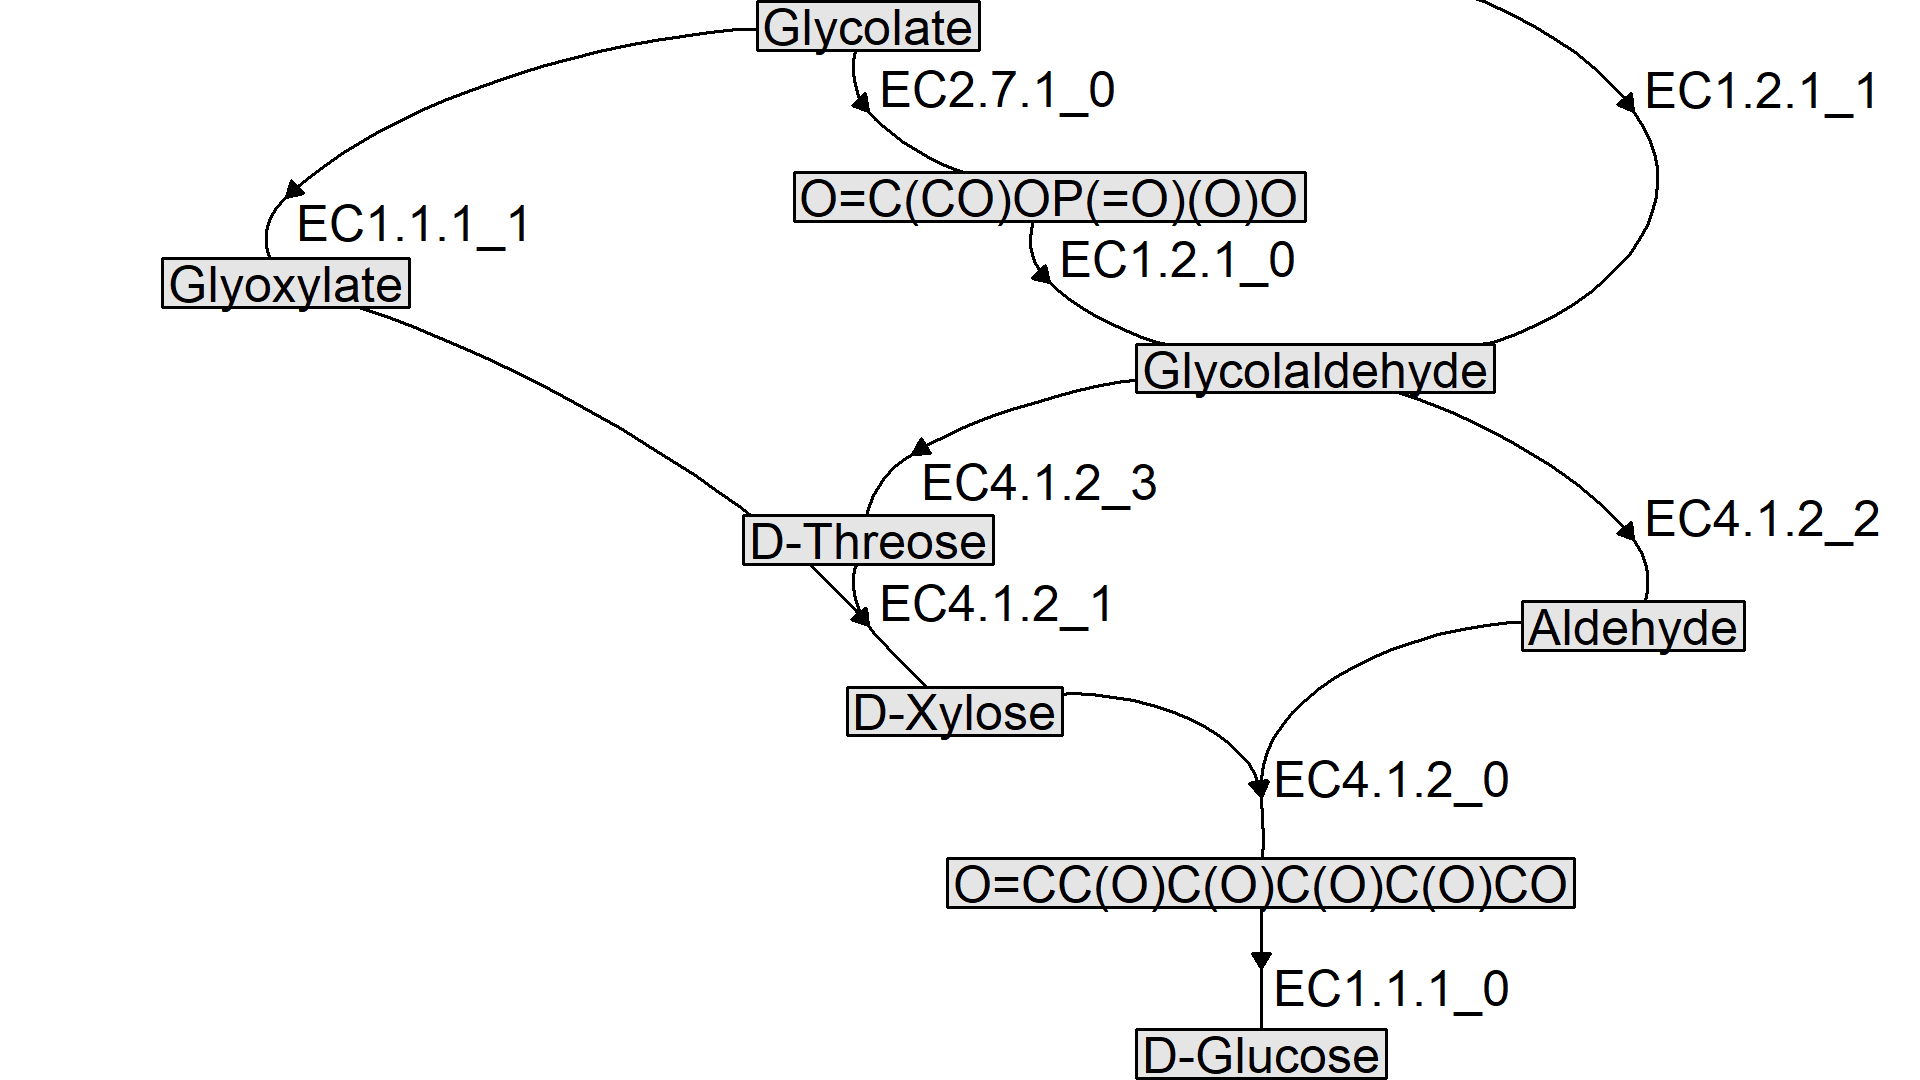 Glycolate
EC2.7.1_0
EC1.2.1_1
O=C(CO)OP(=O)(O)O
EC1.1.1_1
EC1.2.1_0
Glyoxylate
Glycolaldehyde
EC4.1.2_3
EC4.1.2_2
D-Threose
EC4.1.2_1
Aldehyde
D-Xylose
EC4.1.2_0
O=CC(O)C(O)C(O)C(O)CO
EC1.1.1_0
D-Glucose